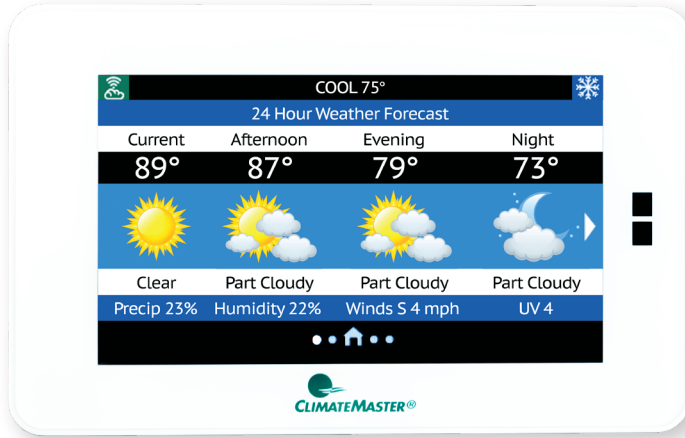 COOL 75°
24 Hour Weather Forecast
Current Afternoon Evening Night
89° 87° 79° 73°
Clear Part Cloudy Part Cloudy Part Cloudy
Precip 23% Humidity 22% Winds S 4 mph UV 4
CLIMATEMASTER®